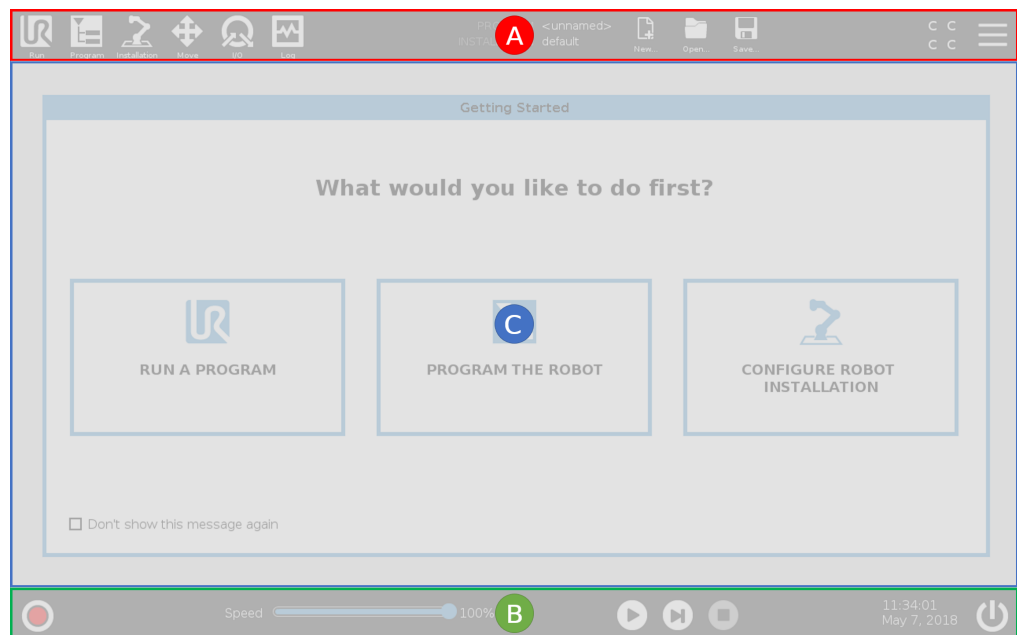 <unnamed>
default
A
C C
C C
Run
Program
Installation
Move
I/O
Log
New...
Open...
Save...
Getting Started
What would you like to do first?
RUN A PROGRAM
C
PROGRAM THE ROBOT
CONFIGURE ROBOT
INSTALLATION
Don't show this message again
Speed
100%
B
11:34:01
May 7, 2018